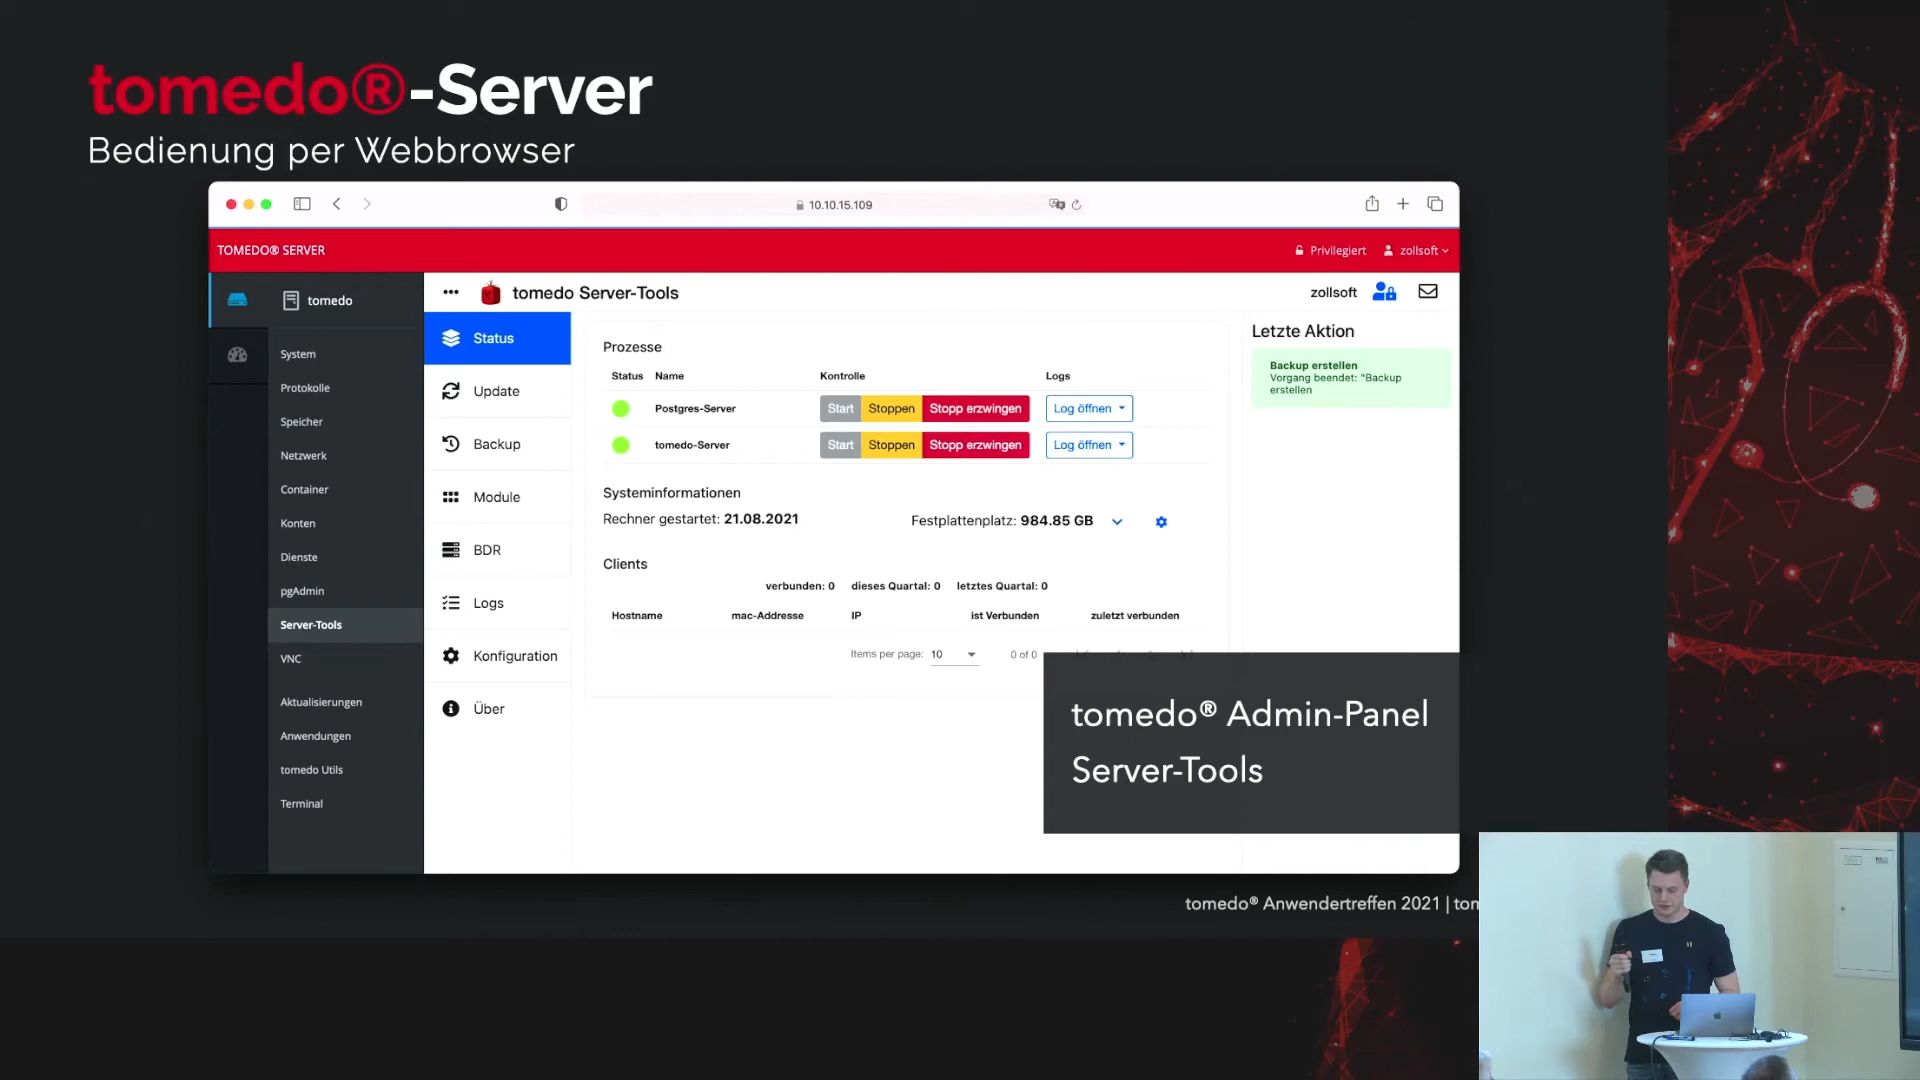 tomedo®-Server
Bedienung per Webbrowser
10.10.15.109
TOMEDO® SERVER
Privilegiert
zollsoft
tomedo
System
Protokolle
Speicher
Netzwerk
Container
Konten
Dienste
pgAdmin
Server-Tools
VNC
Aktualisierungen
Anwendungen
tomedo Utils
Terminal
tomedo Server-Tools
zollsoft
Status
Update
Backup
Module
BDR
Logs
Konfiguration
Über
Prozesse
Status Name Kontrolle Logs
Postgres-Server Start Stoppen Stopp erzwingen Log öffnen
tomedo-Server Start Stoppen Stopp erzwingen Log öffnen
Systeminformationen
Rechner gestartet: 21.08.2021 Festplattenplatz: 984.85 GB
Clients
verbunden: 0 dieses Quartal: 0 letztes Quartal: 0
Hostname mac-Addresse IP ist Verbunden zuletzt verbunden
Items per page: 10 0 of 0
Letzte Aktion
Backup erstellen
Vorgang beendet: "Backup
erstellen
tomedo® Admin-Panel
Server-Tools
tomedo® Anwendertreffen 2021 | tom